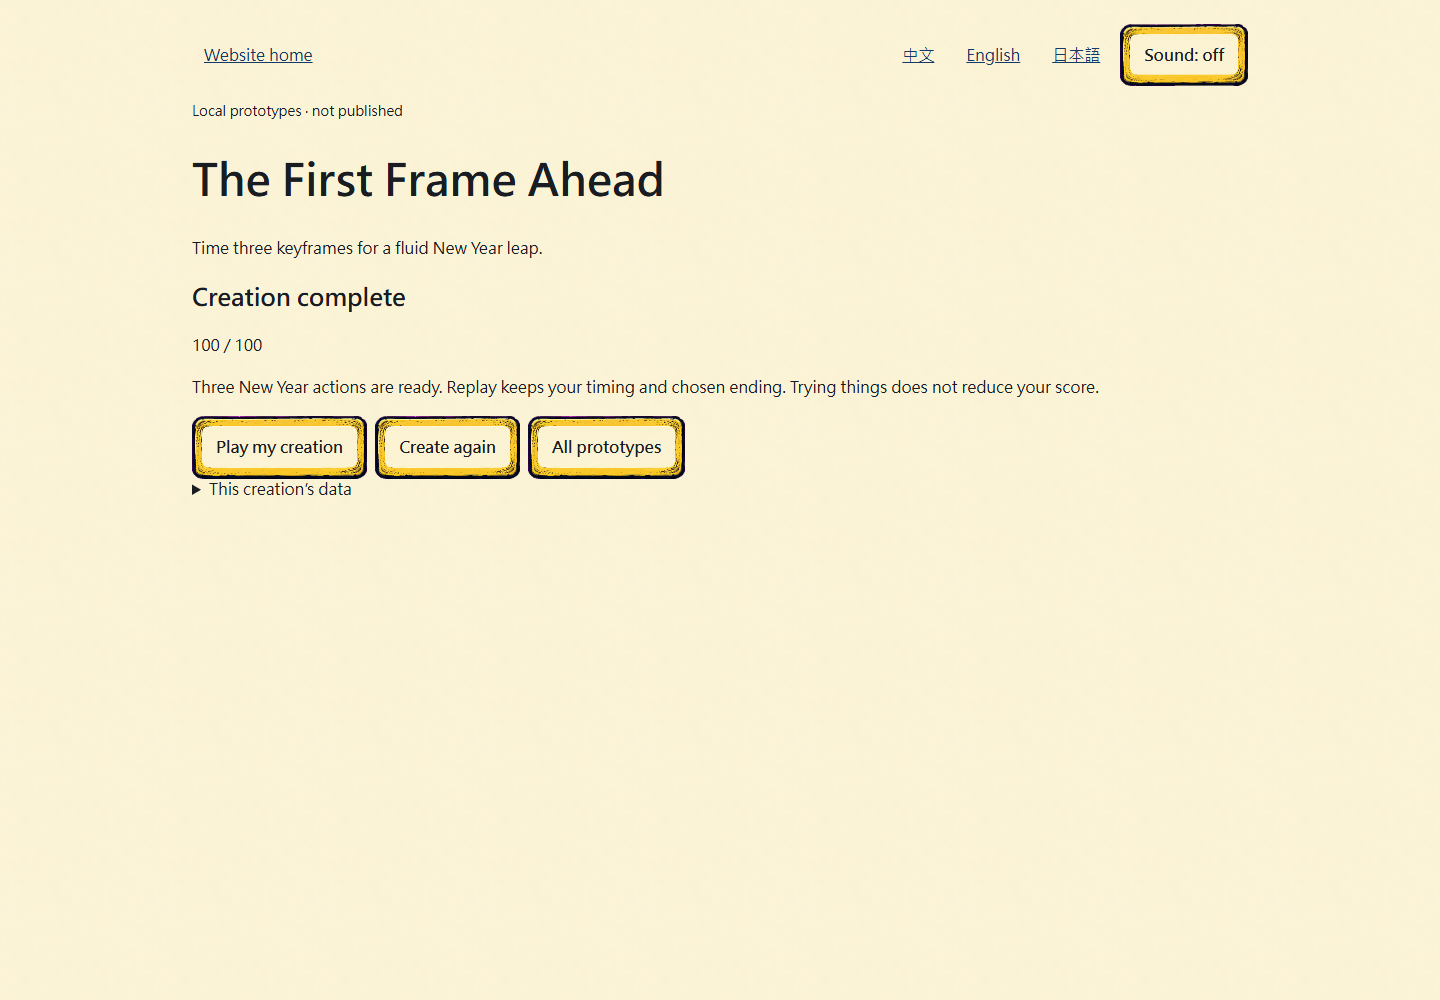 Website home
中文 English 日本語 Sound: off
Local prototypes · not published
The First Frame Ahead
Time three keyframes for a fluid New Year leap.
Creation complete
100 / 100
Three New Year actions are ready. Replay keeps your timing and chosen ending. Trying things does not reduce your score.
Play my creation Create again All prototypes
This creation’s data